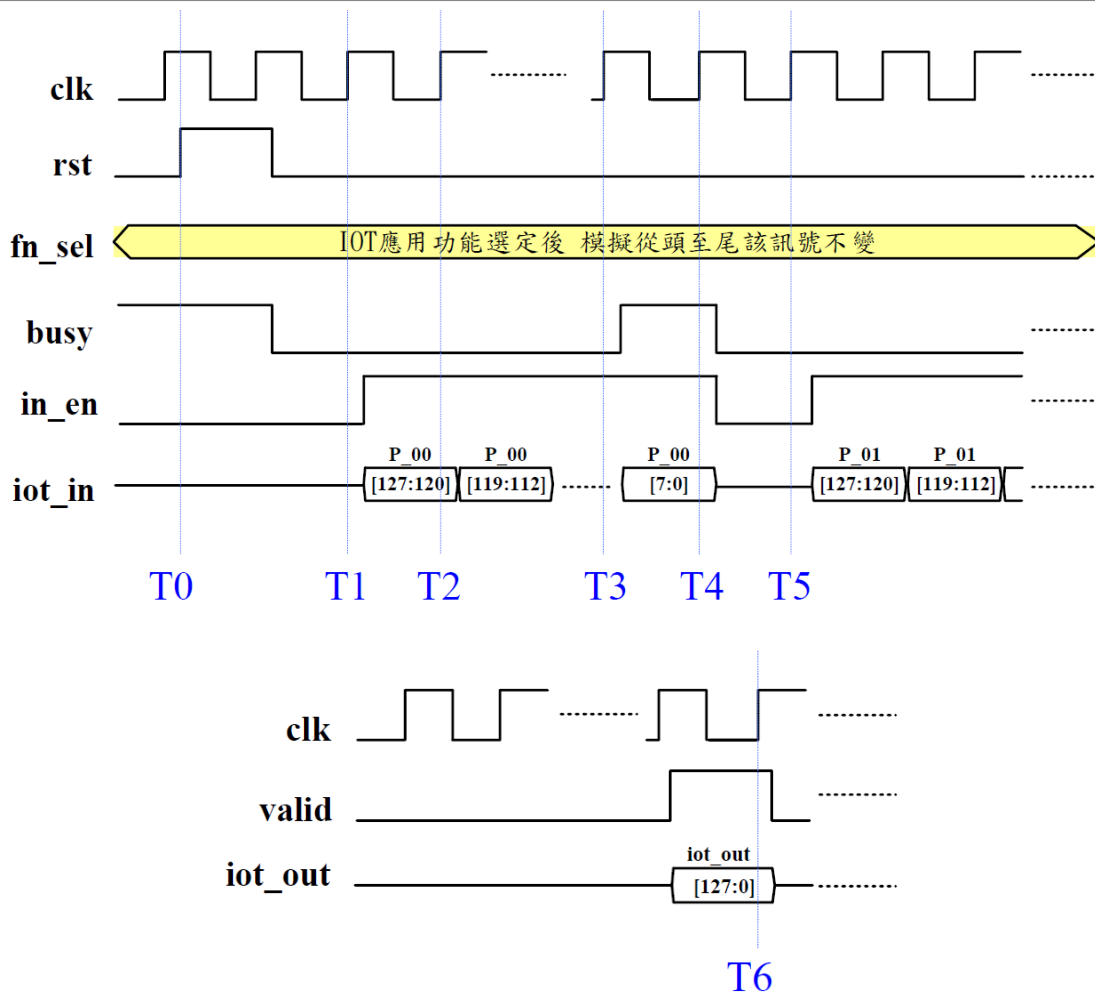 clk
rst
fn_sel
IOT應用功能選定後 模擬從頭至尾該訊號不變
busy
in_en
P_00 P_00 P_00 P_01 P_01
iot_in [127:120] [119:112] [7:0] [127:120] [119:112]
T0 T1 T2 T3 T4 T5
clk
valid
iot_out
iot_out [127:0]
T6